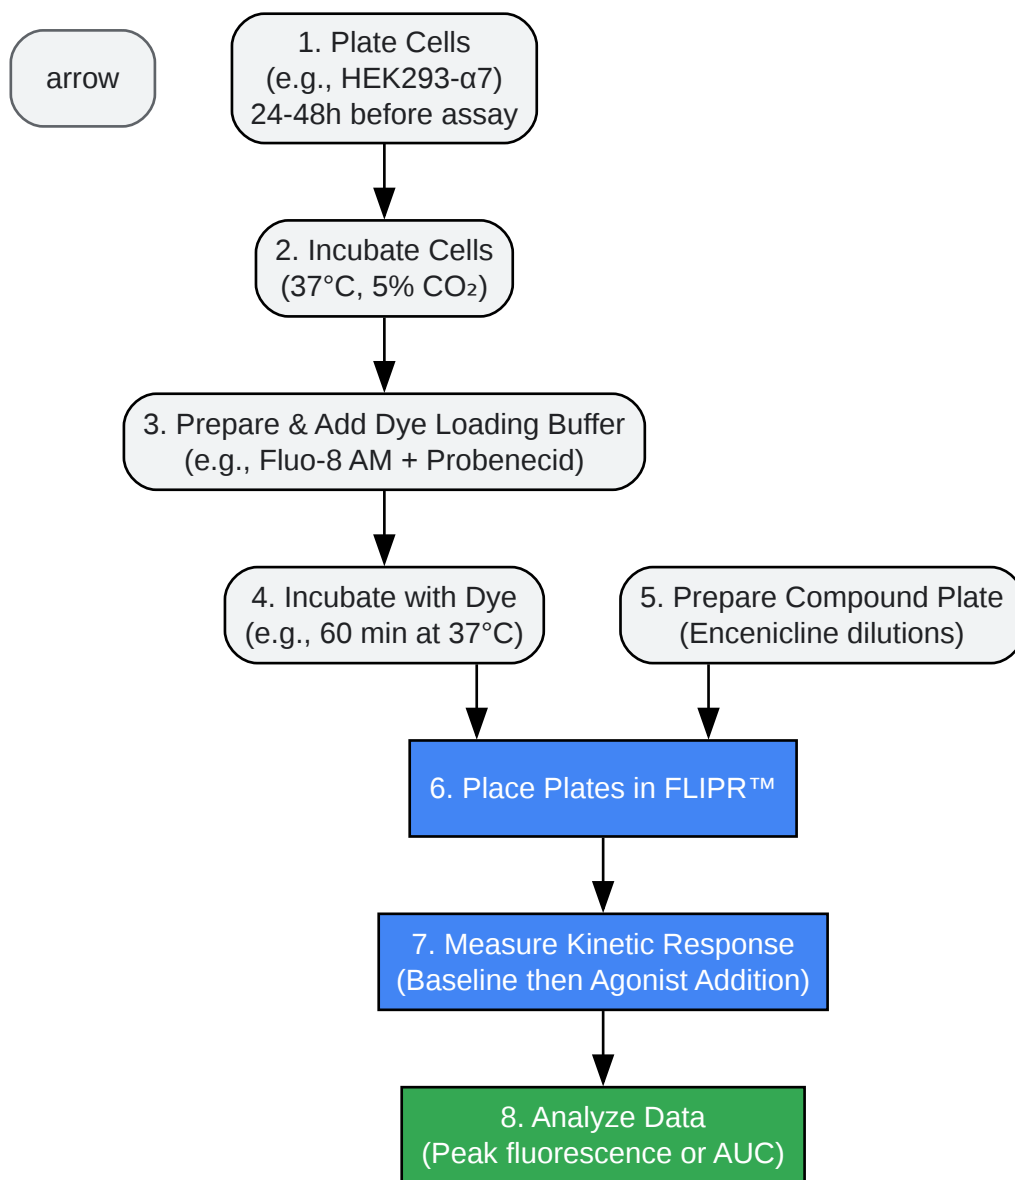 arrow
1. Plate Cells
(e.g., HEK293-α7)
24-48h before assay
2. Incubate Cells
(37°C, 5% CO₂)
3. Prepare & Add Dye Loading Buffer
(e.g., Fluo-8 AM + Probenecid)
4. Incubate with Dye
(e.g., 60 min at 37°C)
5. Prepare Compound Plate
(Encenicline dilutions)
6. Place Plates in FLIPR™
7. Measure Kinetic Response
(Baseline then Agonist Addition)
8. Analyze Data
(Peak fluorescence or AUC)